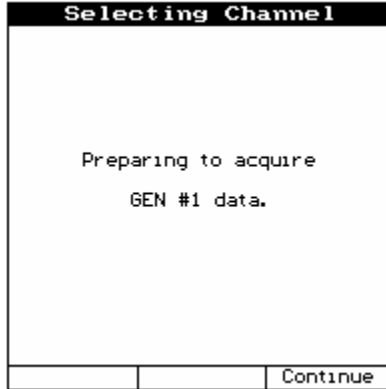 Selecting Channel
Preparing to acquire
GEN #1 data.
Continue